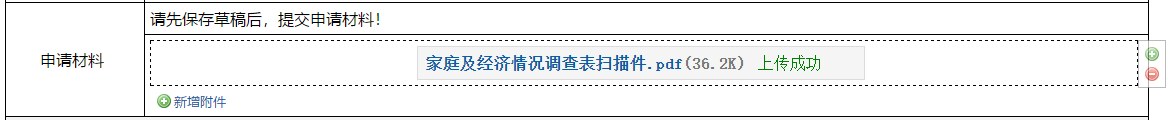 请先保存草稿后，提交申请材料！
申请材料
家庭及经济情况调查表扫描件.pdf(36.2K) 上传成功
新增附件